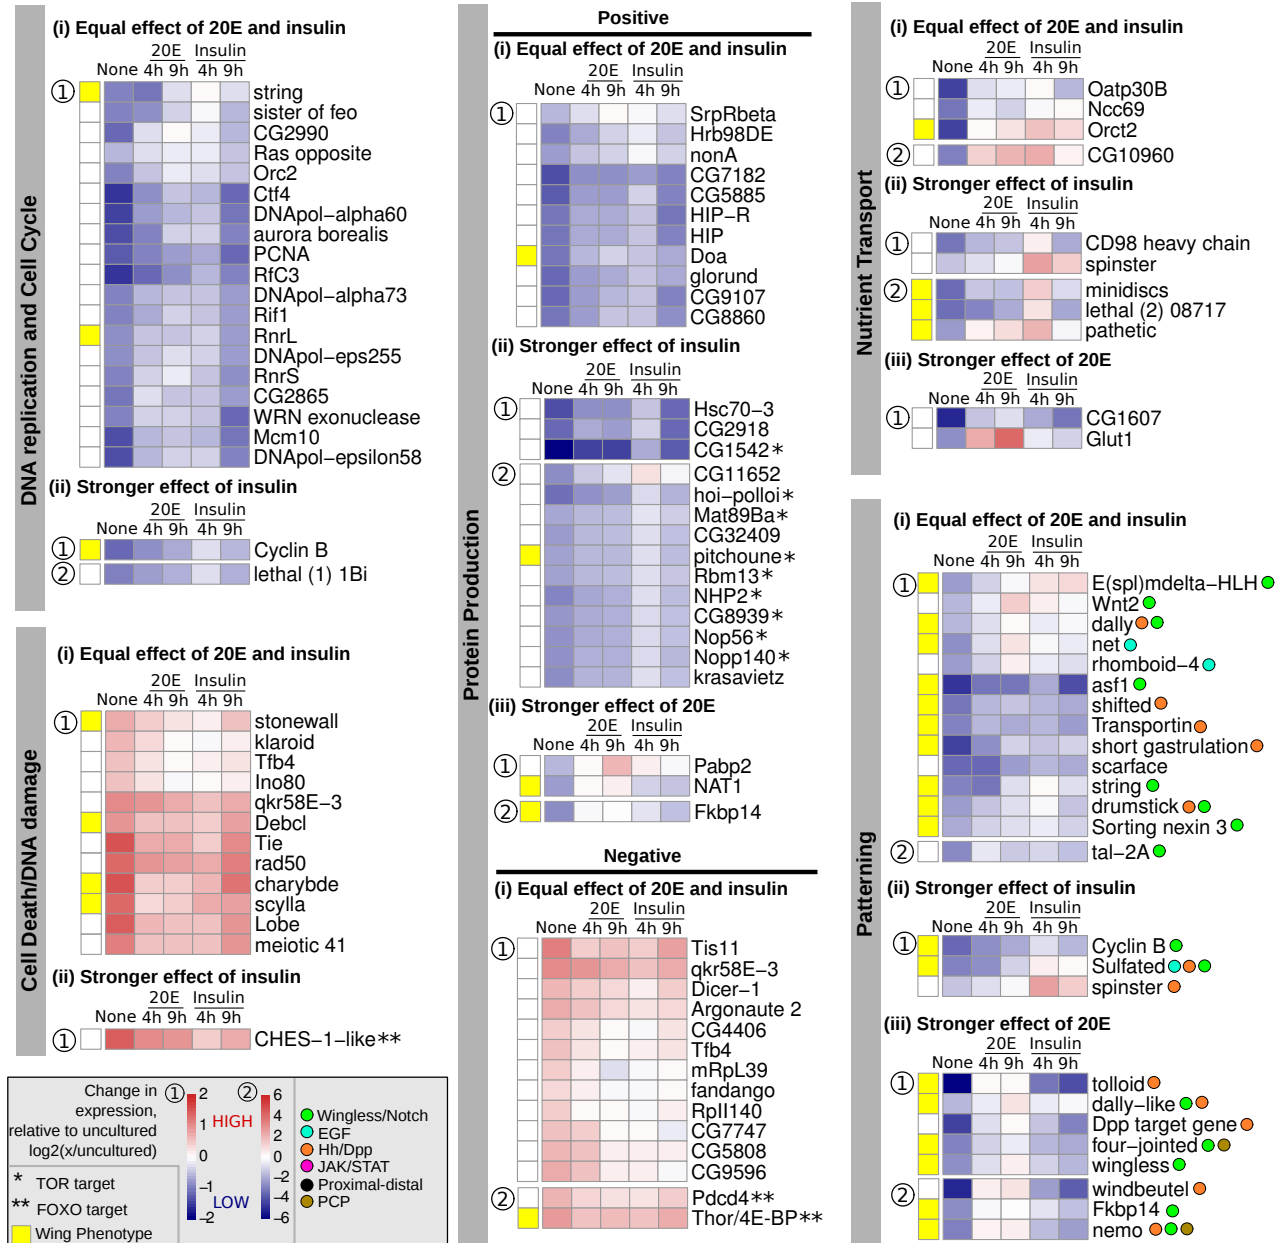 DNA replication and Cell Cycle
(i) Equal effect of 20E and insulin
20E Insulin
None 4h 9h 4h 9h
① string
sister of feo
CG2990
Ras opposite
Orc2
Ctf4
DNApol−alpha60
aurora borealis
PCNA
RfC3
DNApol−alpha73
Rif1
RnrL
DNApol−eps255
RnrS
CG2865
WRN exonuclease
Mcm10
DNApol−epsilon58
(ii) Stronger effect of insulin
20E Insulin
None 4h 9h 4h 9h
① Cyclin B
② lethal (1) 1Bi
Cell Death/DNA damage
(i) Equal effect of 20E and insulin
20E Insulin
None 4h 9h 4h 9h
① stonewall
klaroid
Tfb4
Ino80
qkr58E−3
Debcl
Tie
rad50
charybde
scylla
Lobe
meiotic 41
(ii) Stronger effect of insulin
20E Insulin
None 4h 9h 4h 9h
① CHES−1−like**
Change in
expression,
relative to uncultured
log2(x/uncultured)
* TOR target
** FOXO target
Wing Phenotype
① 2
1
0
−1
−2
HIGH
LOW
② 6
4
2
0
−2
−4
−6
Wingless/Notch
EGF
Hh/Dpp
JAK/STAT
Proximal-distal
PCP
Protein Production
Positive
(i) Equal effect of 20E and insulin
20E Insulin
None 4h 9h 4h 9h
① SrpRbeta
Hrb98DE
nonA
CG7182
CG5885
HIP−R
HIP
Doa
glorund
CG9107
CG8860
(ii) Stronger effect of insulin
20E Insulin
None 4h 9h 4h 9h
① Hsc70−3
CG2918
CG1542*
② CG11652
hoi−polloi*
Mat89Ba*
CG32409
pitchoune*
Rbm13*
NHP2*
CG8939*
Nop56*
Nopp140*
krasavietz
(iii) Stronger effect of 20E
20E Insulin
None 4h 9h 4h 9h
① Pabp2
NAT1
② Fkbp14
Negative
(i) Equal effect of 20E and insulin
20E Insulin
None 4h 9h 4h 9h
① Tis11
qkr58E−3
Dicer−1
Argonaute 2
CG4406
Tfb4
mRpL39
fandango
RpII140
CG7747
CG5808
CG9596
② Pdcd4**
Thor/4E−BP**
Nutrient Transport
(i) Equal effect of 20E and insulin
20E Insulin
None 4h 9h 4h 9h
① Oatp30B
Ncc69
Orct2
② CG10960
(ii) Stronger effect of insulin
20E Insulin
None 4h 9h 4h 9h
① CD98 heavy chain
spinster
② minidiscs
lethal (2) 08717
pathetic
(iii) Stronger effect of 20E
20E Insulin
None 4h 9h 4h 9h
① CG1607
Glut1
Patterning
(i) Equal effect of 20E and insulin
20E Insulin
None 4h 9h 4h 9h
① E(spl)mdelta−HLH
Wnt2
dally
net
rhomboid−4
asf1
shifted
Transportin
short gastrulation
scarface
string
drumstick
Sorting nexin 3
② tal−2A
(ii) Stronger effect of insulin
20E Insulin
None 4h 9h 4h 9h
① Cyclin B
Sulfated
spinster
(iii) Stronger effect of 20E
20E Insulin
None 4h 9h 4h 9h
① tolloid
dally−like
Dpp target gene
four−jointed
wingless
② windbeutel
Fkbp14
nemo